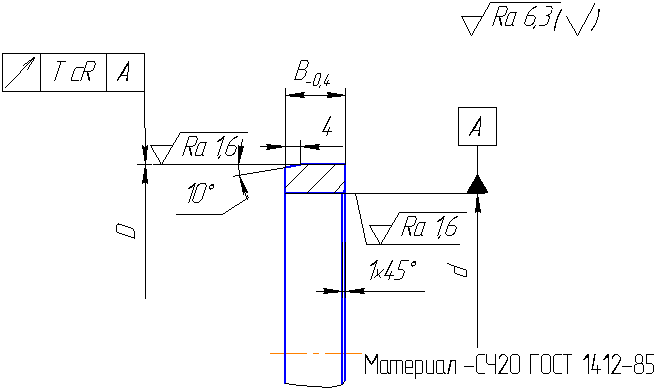 Ra 6,3 (√)
T cR A
B-0,4
4
Ra 1,6
A
10°
Ra 1,6
D
1x45°
d
Материал -СЧ20 ГОСТ 1412-85